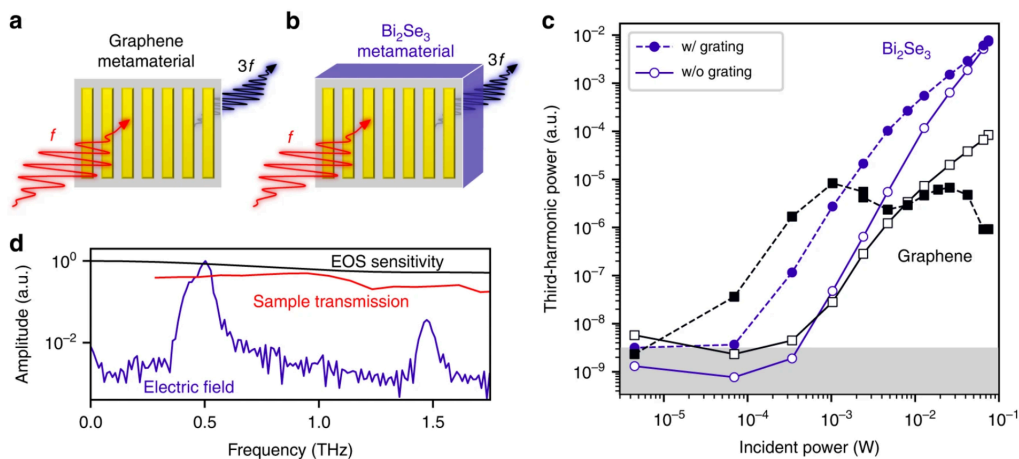 a
Graphene
metamaterial
3f
f
b
Bi₂Se₃
metamaterial
3f
f
c
Third-harmonic power (a.u.)
10⁻²
10⁻³
10⁻⁴
10⁻⁵
10⁻⁶
10⁻⁷
10⁻⁸
10⁻⁹
w/ grating
w/o grating
Bi₂Se₃
Graphene
10⁻⁵
10⁻⁴
10⁻³
10⁻²
10⁻¹
Incident power (W)
d
Amplitude (a.u.)
10⁰
10⁻²
EOS sensitivity
Sample transmission
Electric field
0.0
0.5
1.0
1.5
Frequency (THz)